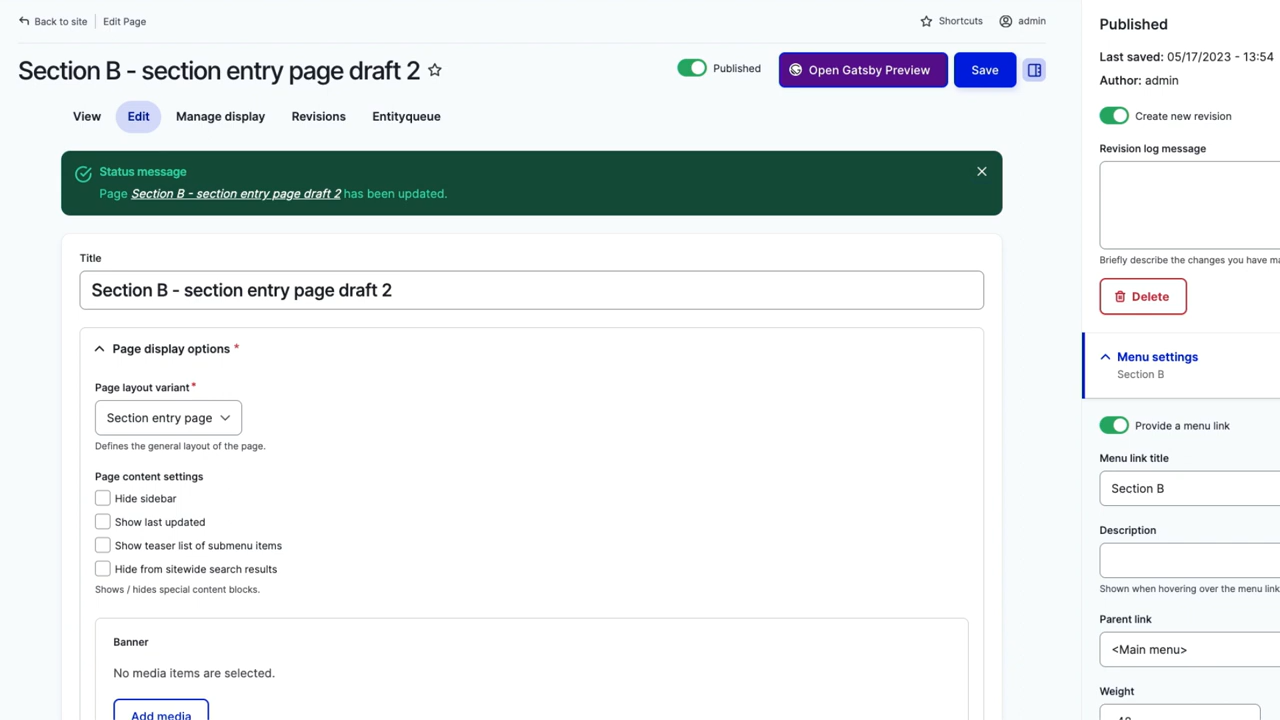 Back to site
Edit Page
Shortcuts
admin
Section B - section entry page draft 2
Published
Open Gatsby Preview
Save
View
Edit
Manage display
Revisions
Entityqueue
Status message
Page Section B - section entry page draft 2 has been updated.
Title
Section B - section entry page draft 2
Page display options *
Page layout variant*
Section entry page
Defines the general layout of the page.
Page content settings
Hide sidebar
Show last updated
Show teaser list of submenu items
Hide from sitewide search results
Shows / hides special content blocks.
Banner
No media items are selected.
Add media
Published
Last saved: 05/17/2023 - 13:54
Author: admin
Create new revision
Revision log message
Briefly describe the changes you have
Delete
Menu settings
Section B
Provide a menu link
Menu link title
Section B
Description
Shown when hovering over the menu link
Parent link
<Main menu>
Weight